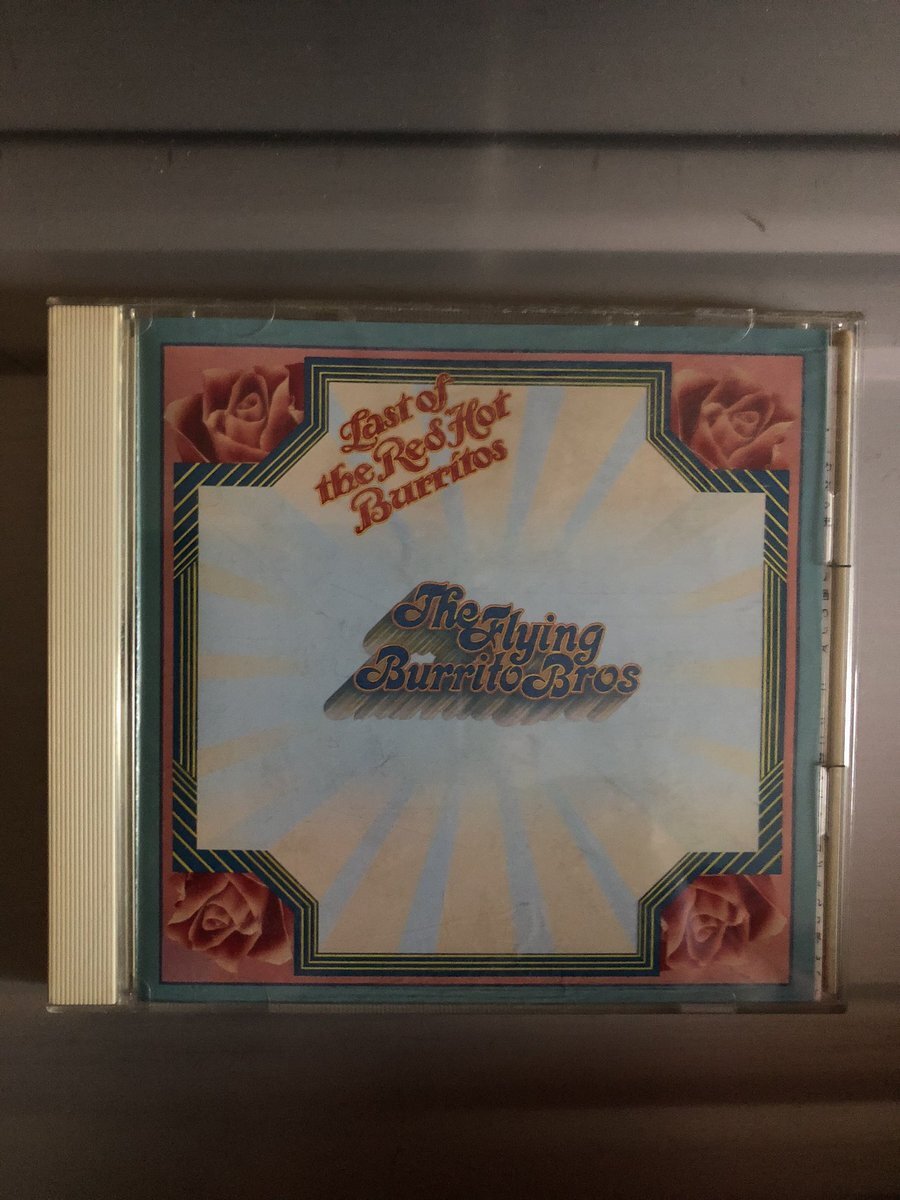 Last of
the Red Hot
Burritos
The Flying
Burrito Bros